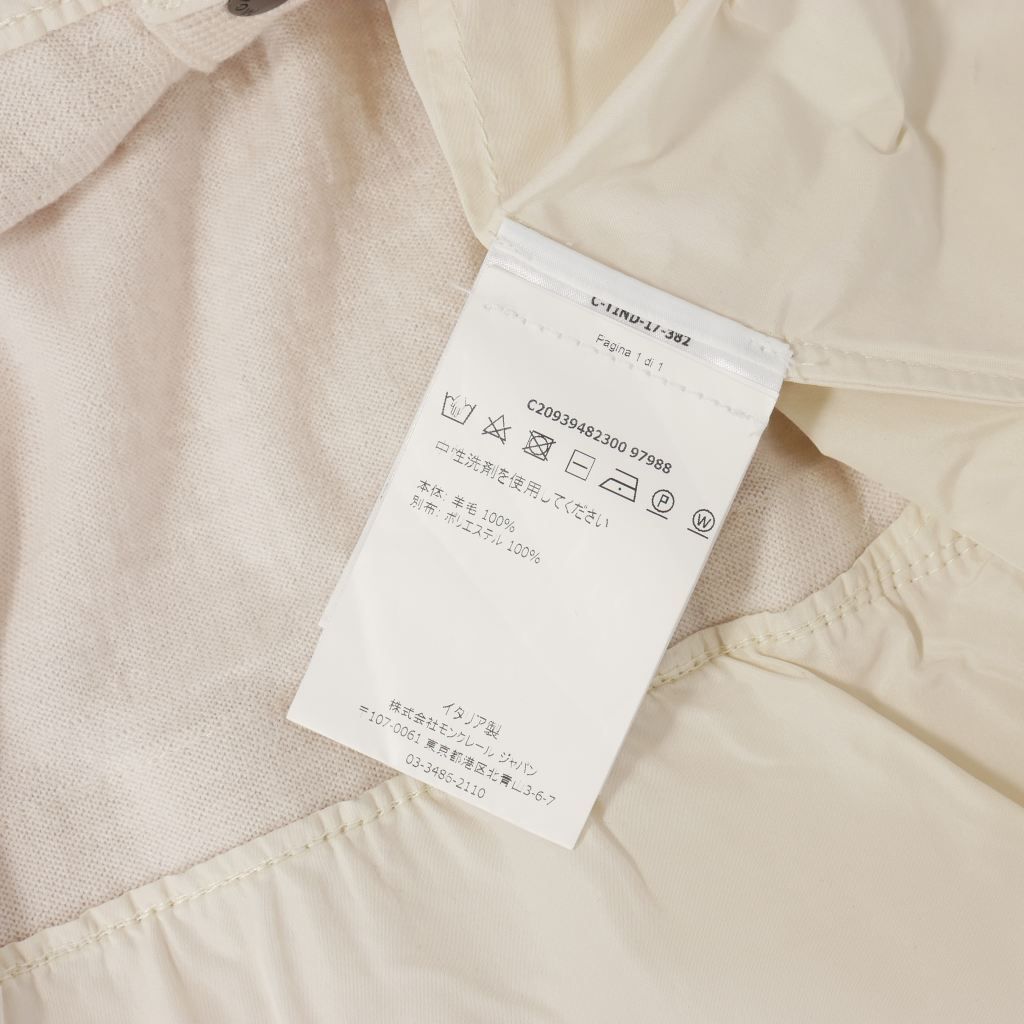 C-TIND-17-382
Pagina 1 di 1
C20939482300 97988
P
W
中性洗剤を使用してください
本体: 羊毛 100%
別布: ポリエステル 100%
イタリア製
株式会社モンクレール ジャパン
〒107-0061 東京都港区北青山3-6-7
03-3486-2110